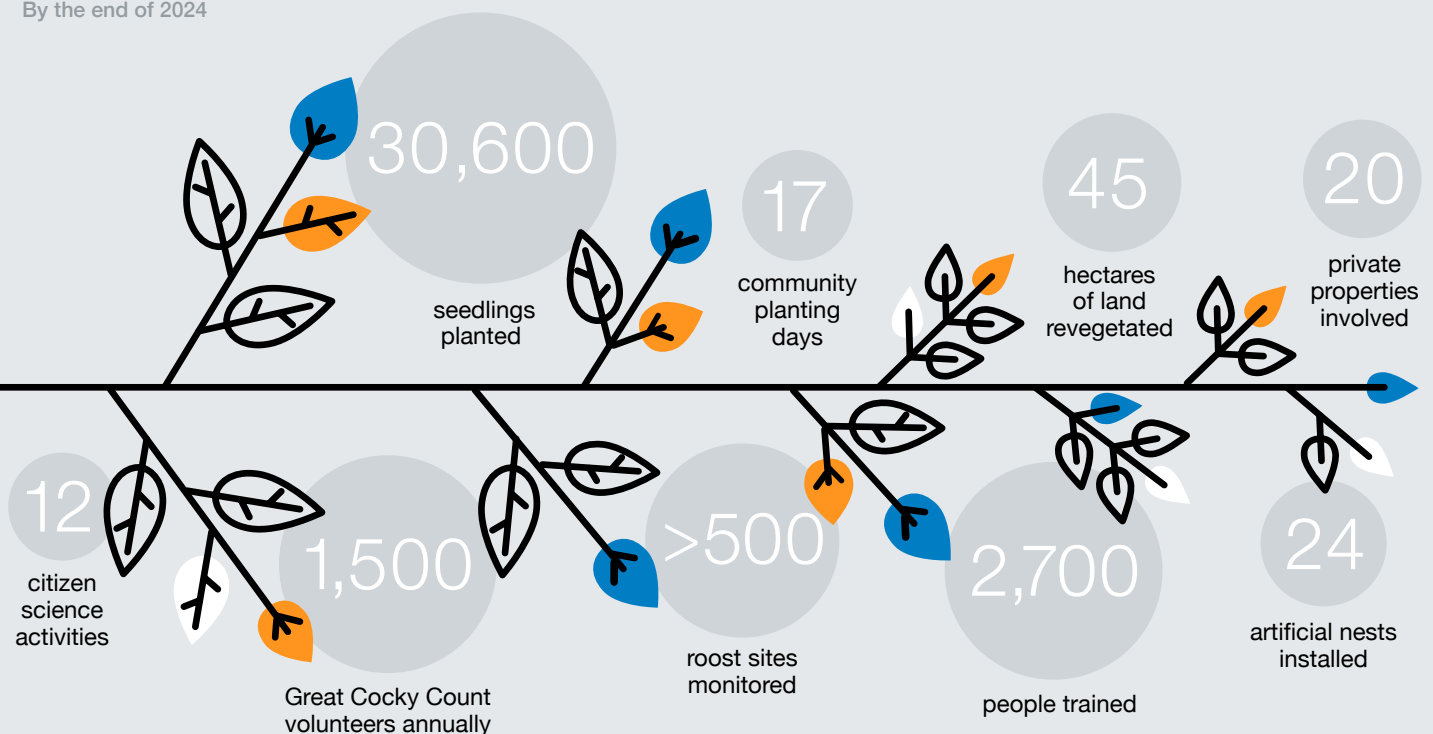 By the end of 2024
30,600
seedlings
planted
17
community
planting
days
45
hectares
of land
revegetated
20
private
properties
involved
12
citizen
science
activities
1,500
Great Cocky Count
volunteers annually
>500
roost sites
monitored
2,700
people trained
24
artificial nests
installed